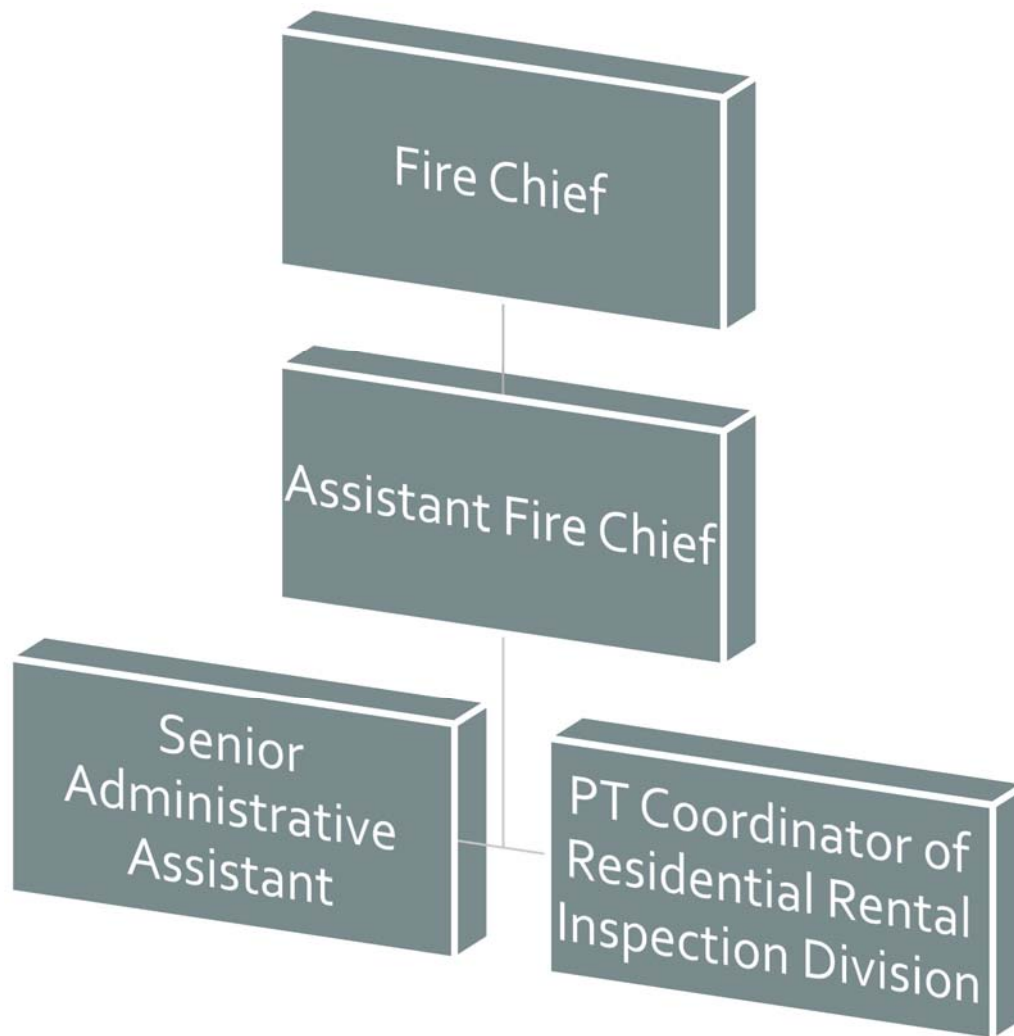 Fire Chief
Assistant Fire Chief
Senior
Administrative
Assistant
PT Coordinator of
Residential Rental
Inspection Division